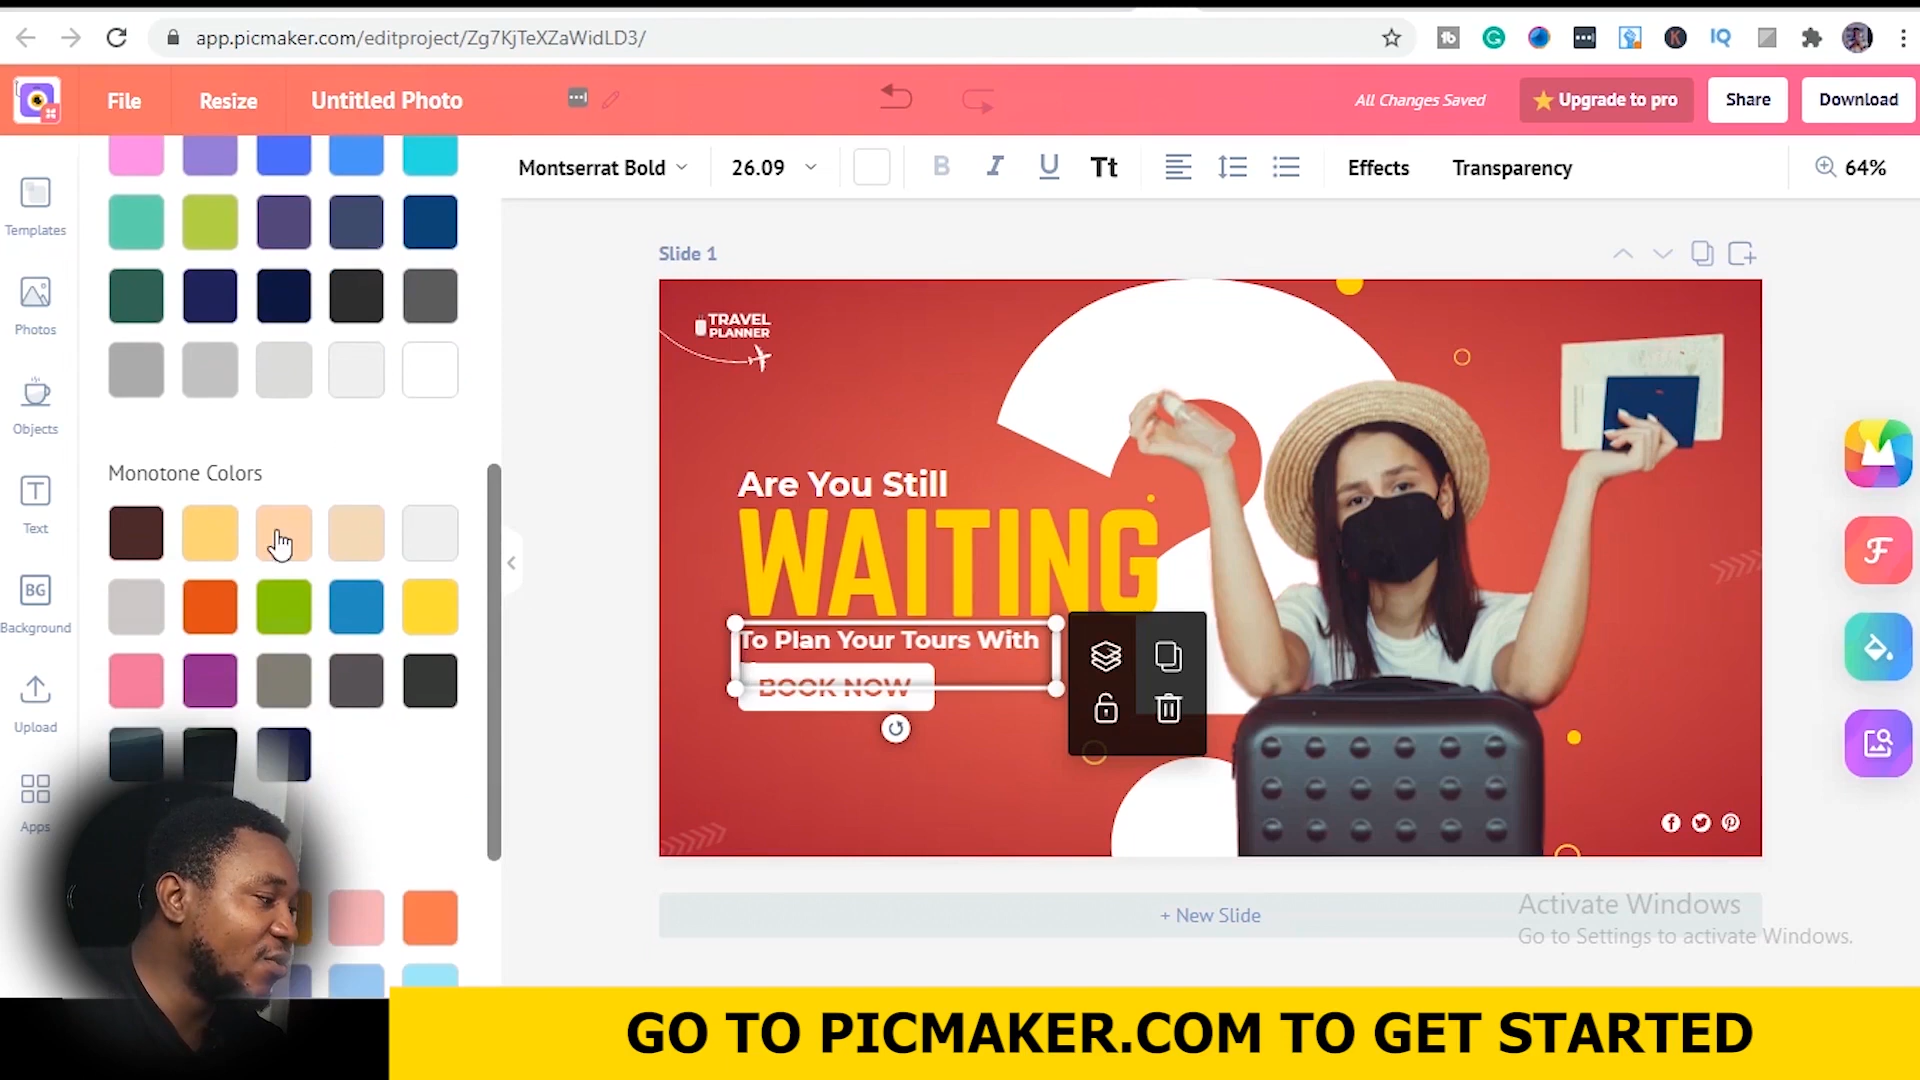 app.picmaker.com/editproject/Zg7KjTeXZaWidLD3/
File
Resize
Untitled Photo
All Changes Saved
Upgrade to pro
Share
Download
Montserrat Bold
26.09
B
I
U
Tt
Effects
Transparency
64%
Templates
Photos
Objects
Text
BG
Background
Upload
Apps
Monotone Colors
Slide 1
TRAVEL
PLANNER
Are You Still
WAITING
To Plan Your Tours With
BOOK NOW
+ New Slide
Activate Windows
Go to Settings to activate Windows.
GO TO PICMAKER.COM TO GET STARTED